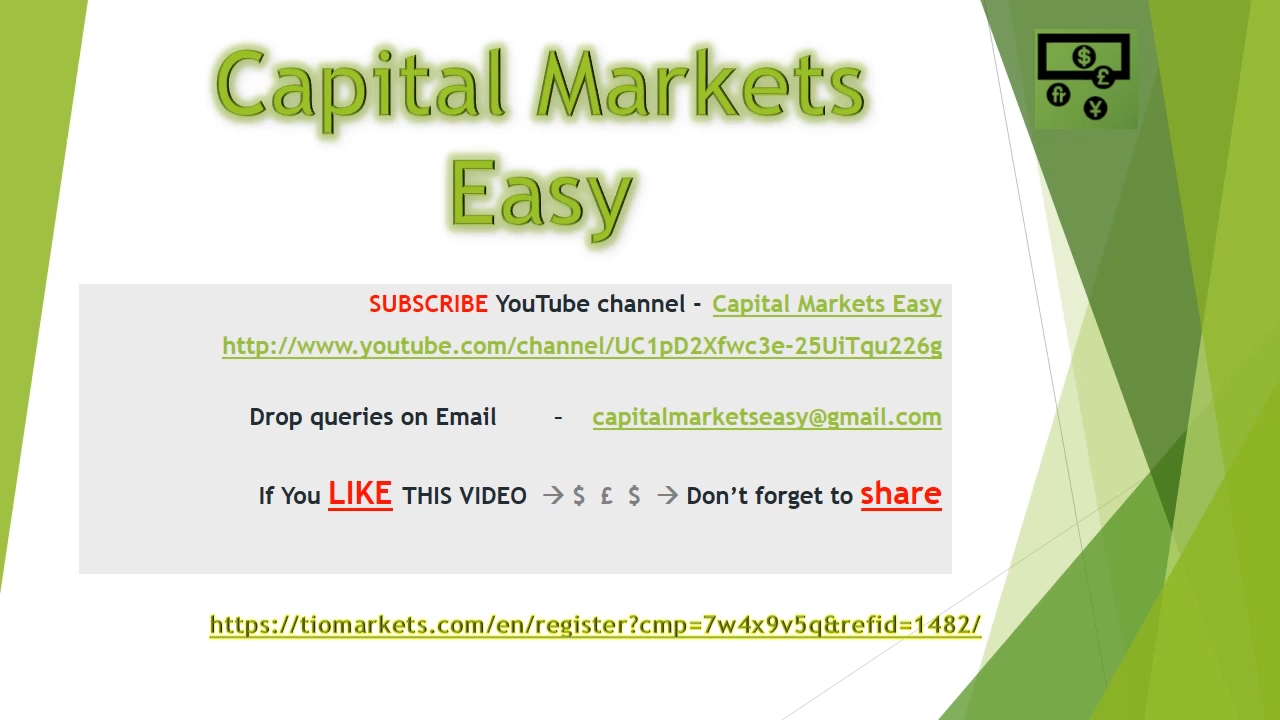 Capital Markets
Easy
SUBSCRIBE YouTube channel - Capital Markets Easy
http://www.youtube.com/channel/UC1pD2Xfwc3e-25UiTqu226g
Drop queries on Email - capitalmarketseasy@gmail.com
If You LIKE THIS VIDEO → $ £ $ → Don't forget to share
https://tiomarkets.com/en/register?cmp=7w4x9v5q&refid=1482/